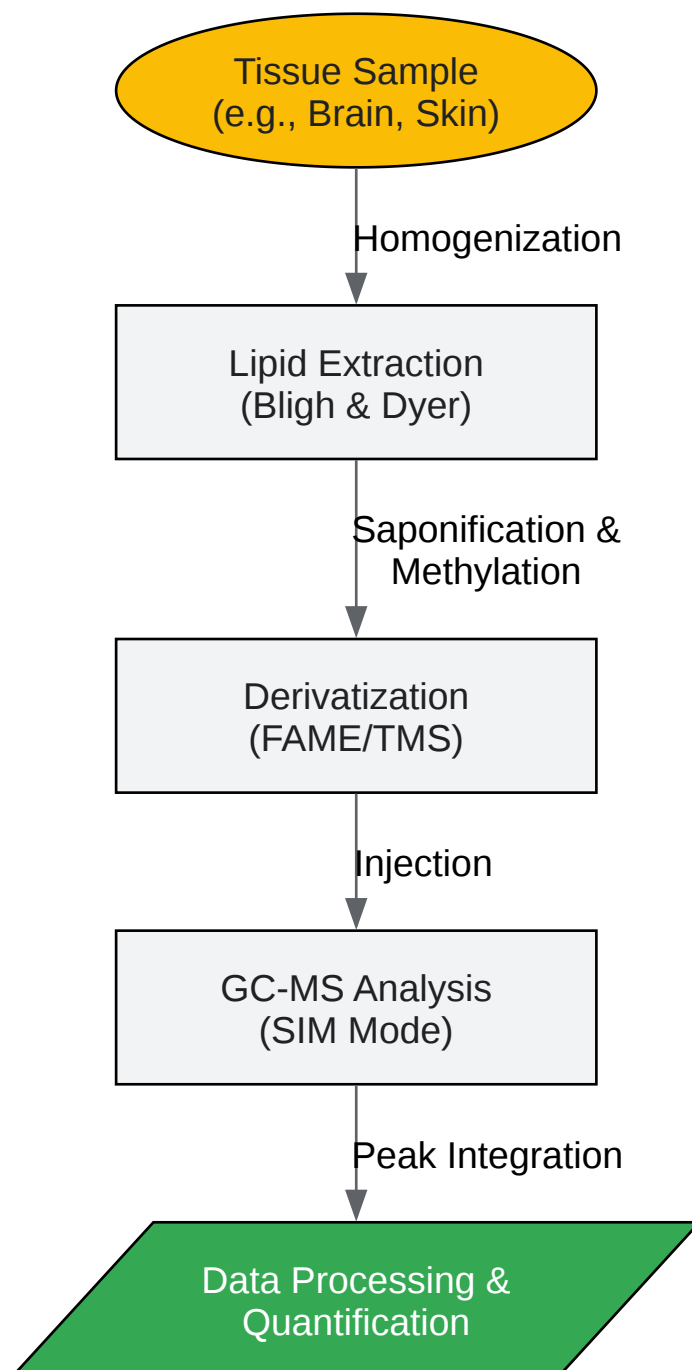 Tissue Sample
(e.g., Brain, Skin)
Homogenization
Lipid Extraction
(Bligh & Dyer)
Saponification &
Methylation
Derivatization
(FAME/TMS)
Injection
GC-MS Analysis
(SIM Mode)
Peak Integration
Data Processing &
Quantification